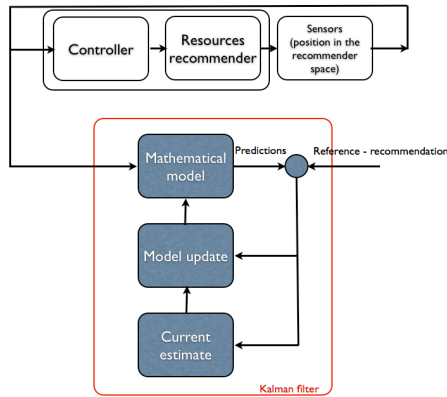 Controller
Resources
recommender
Sensors
(position in the
recommender
space)
Mathematical
model
Predictions
Reference - recommendation
Model update
Current
estimate
Kalman filter